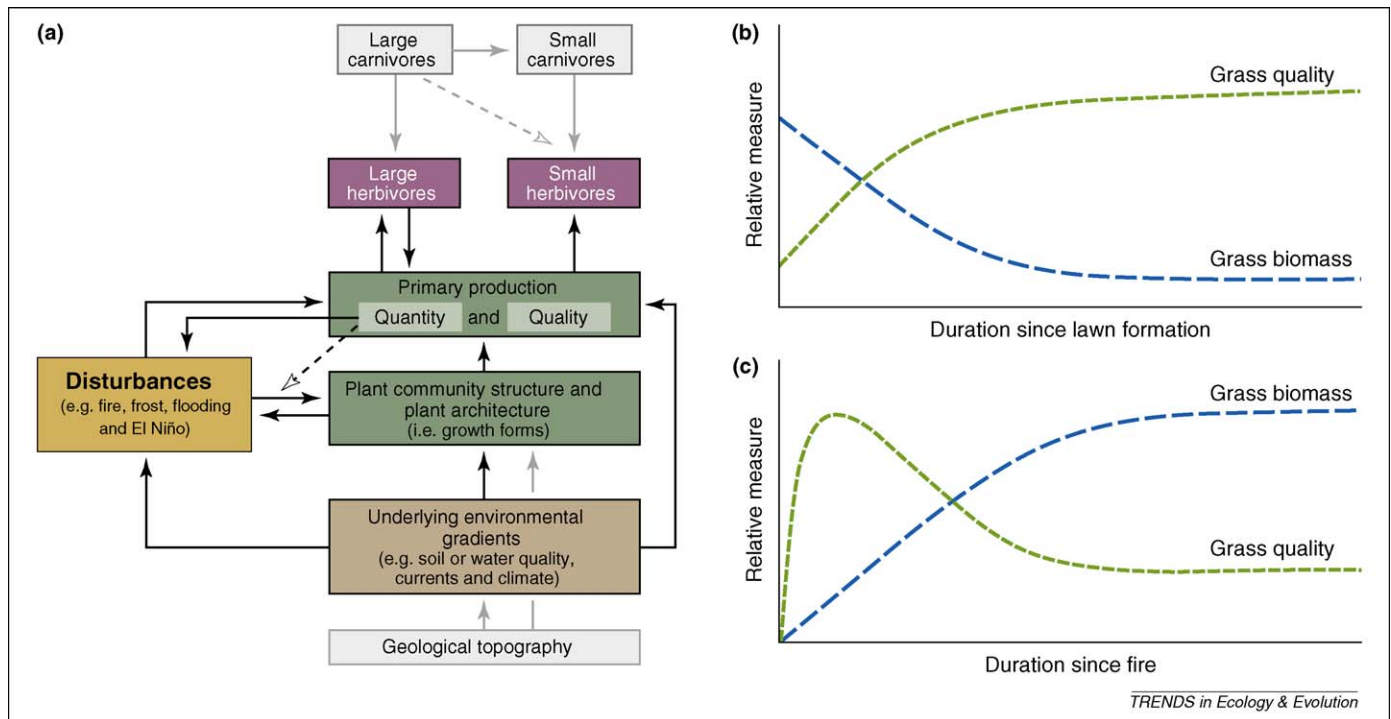 (a)
Large
carnivores
Small
carnivores
Large
herbivores
Small
herbivores
Primary production
Quantity and Quality
Disturbances
(e.g. fire, frost, flooding
and El Niño)
Plant community structure and
plant architecture
(i.e. growth forms)
Underlying environmental
gradients
(e.g. soil or water quality,
currents and climate)
Geological topography
(b)
Relative measure
Grass quality
Grass biomass
Duration since lawn formation
(c)
Relative measure
Grass biomass
Grass quality
Duration since fire
TRENDS in Ecology & Evolution